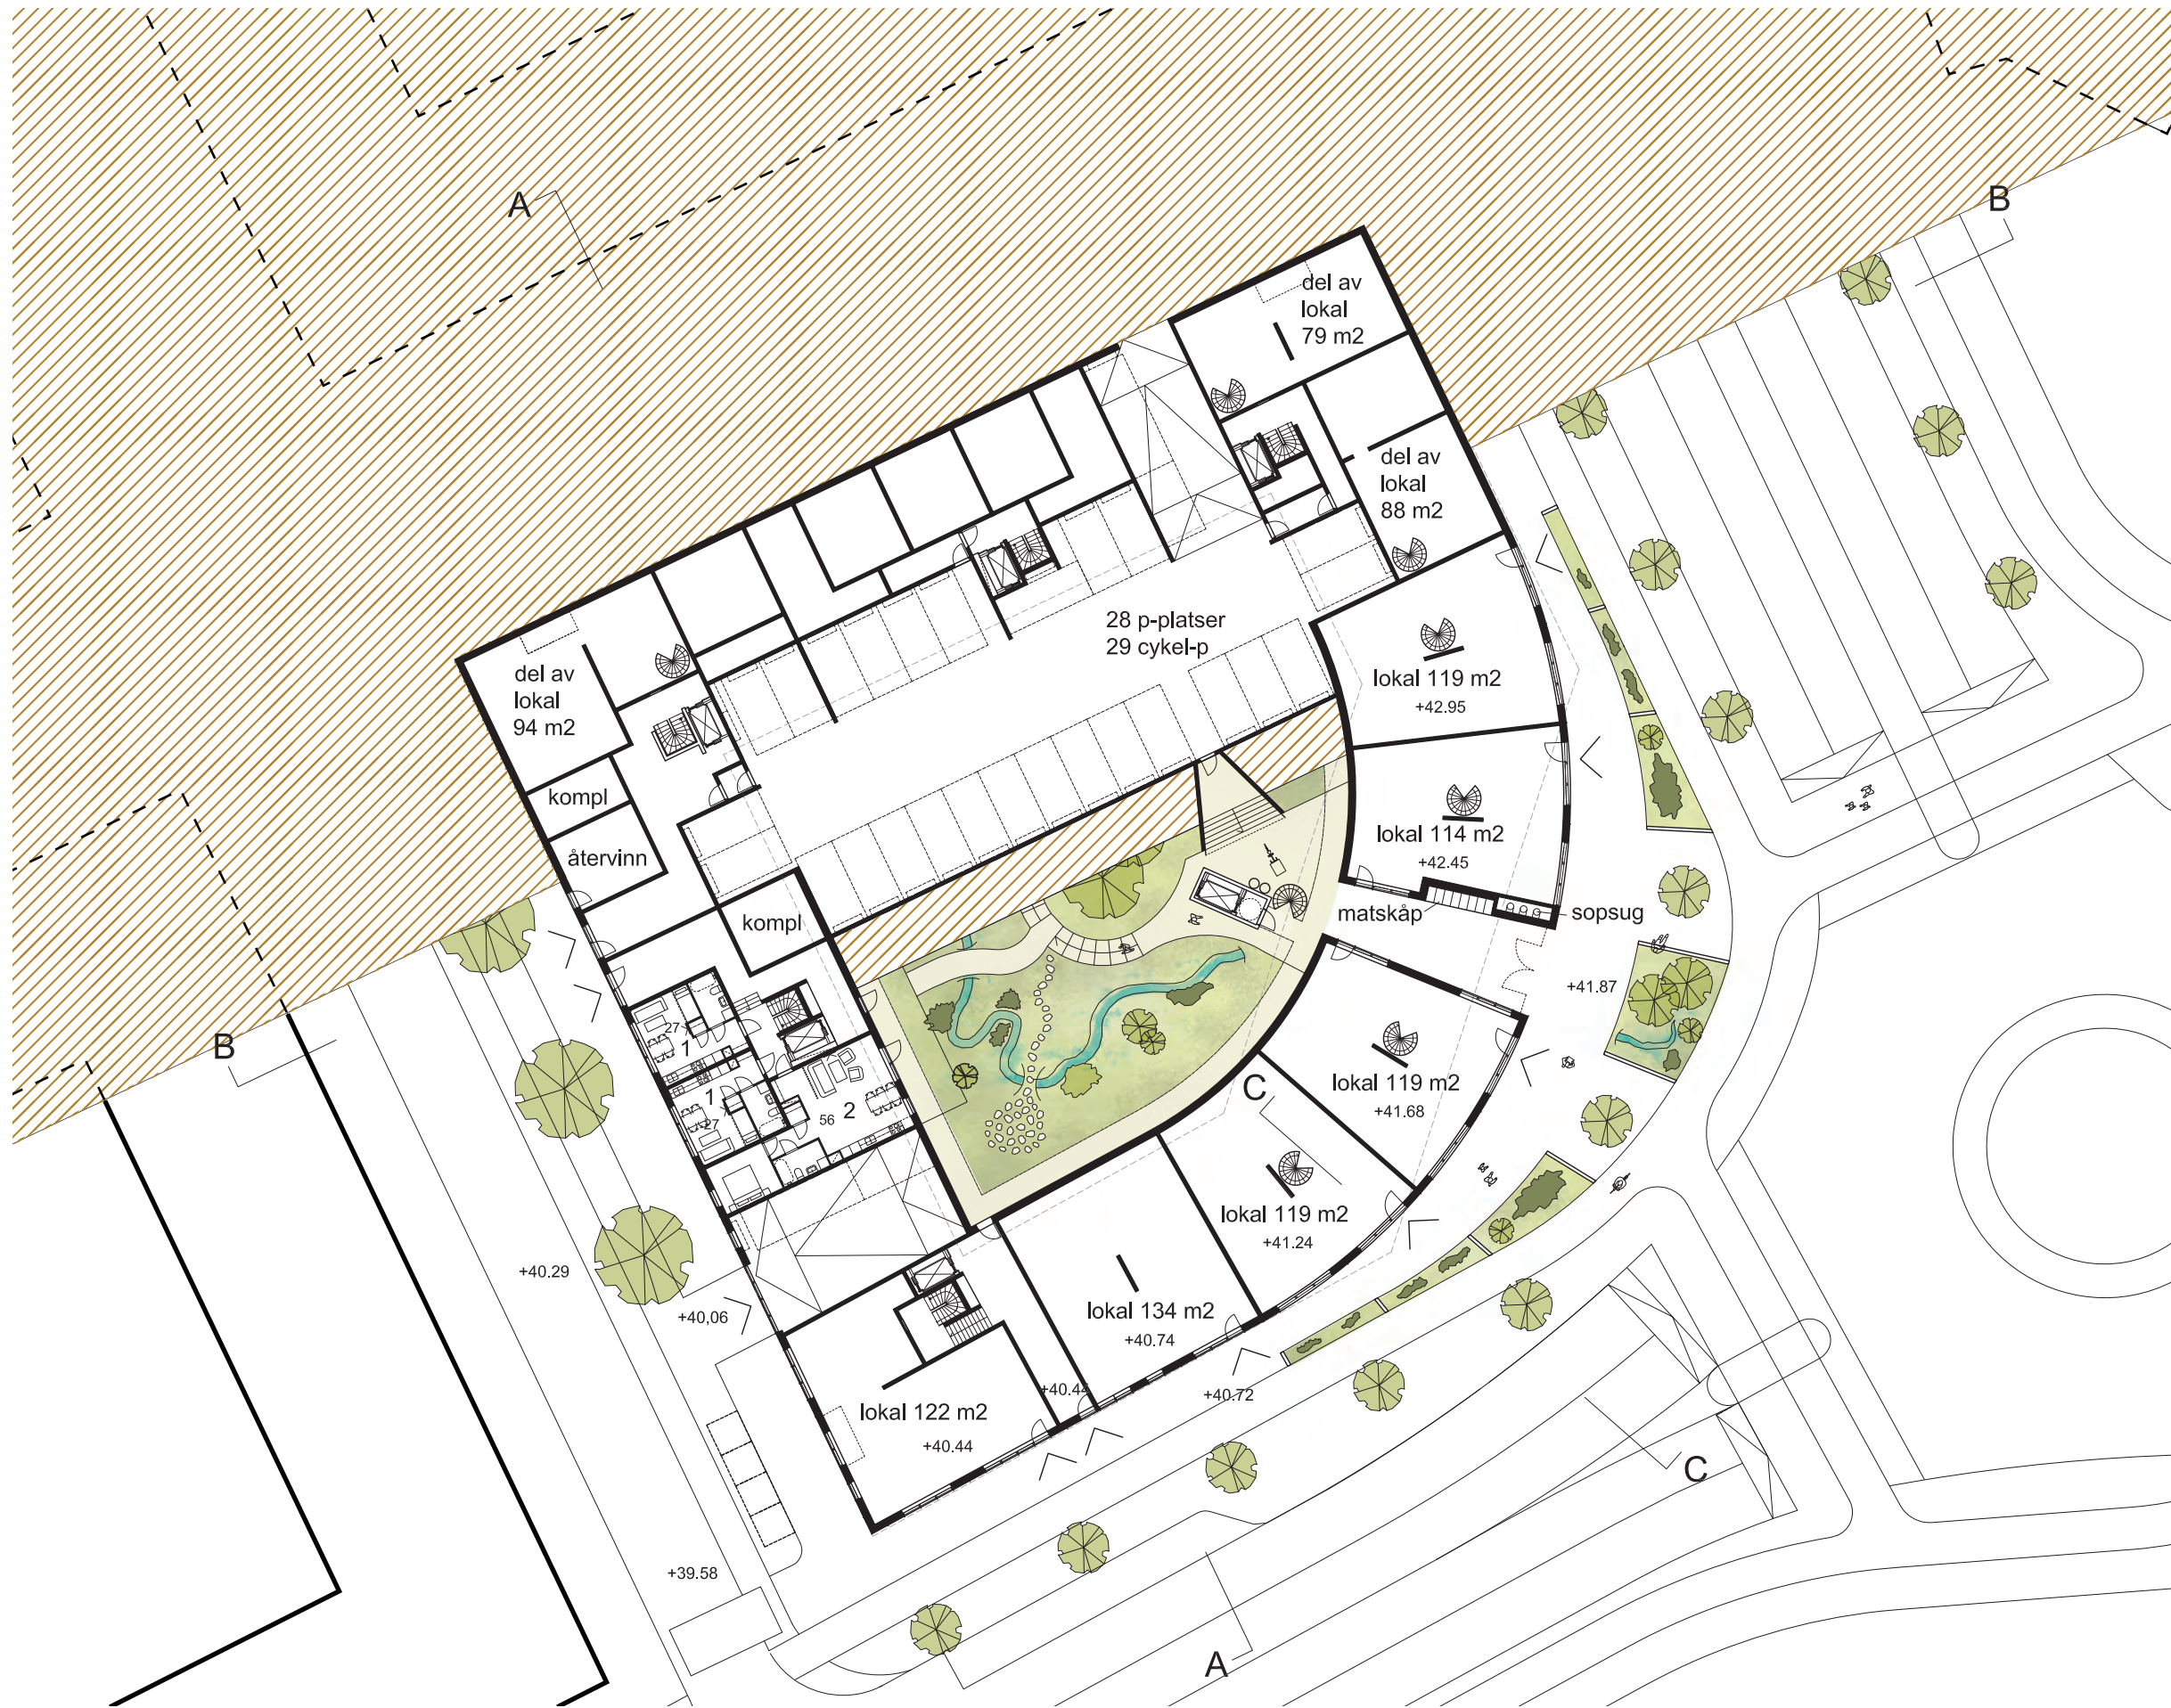 A
B
del av
lokal
79 m2
del av
lokal
88 m2
28 p-platser
29 cykel-p
del av
lokal
94 m2
lokal 119 m2
+42.95
kompl
lokal 114 m2
+42.45
återvinn
kompl
matskåp
sopsug
+41.87
B
27
1
1
27
56
2
C
lokal 119 m2
+41.68
lokal 119 m2
+41.24
+40.29
+40,06
lokal 134 m2
+40.74
+40.44
+40.72
lokal 122 m2
+40.44
C
+39.58
A